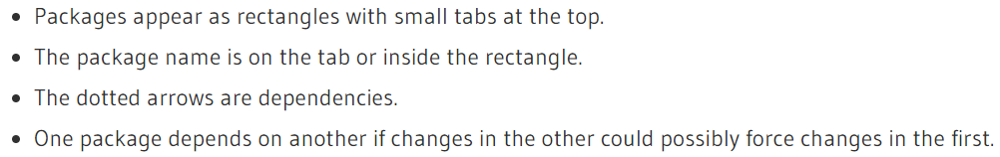 • Packages appear as rectangles with small tabs at the top.
• The package name is on the tab or inside the rectangle.
• The dotted arrows are dependencies.
• One package depends on another if changes in the other could possibly force changes in the first.